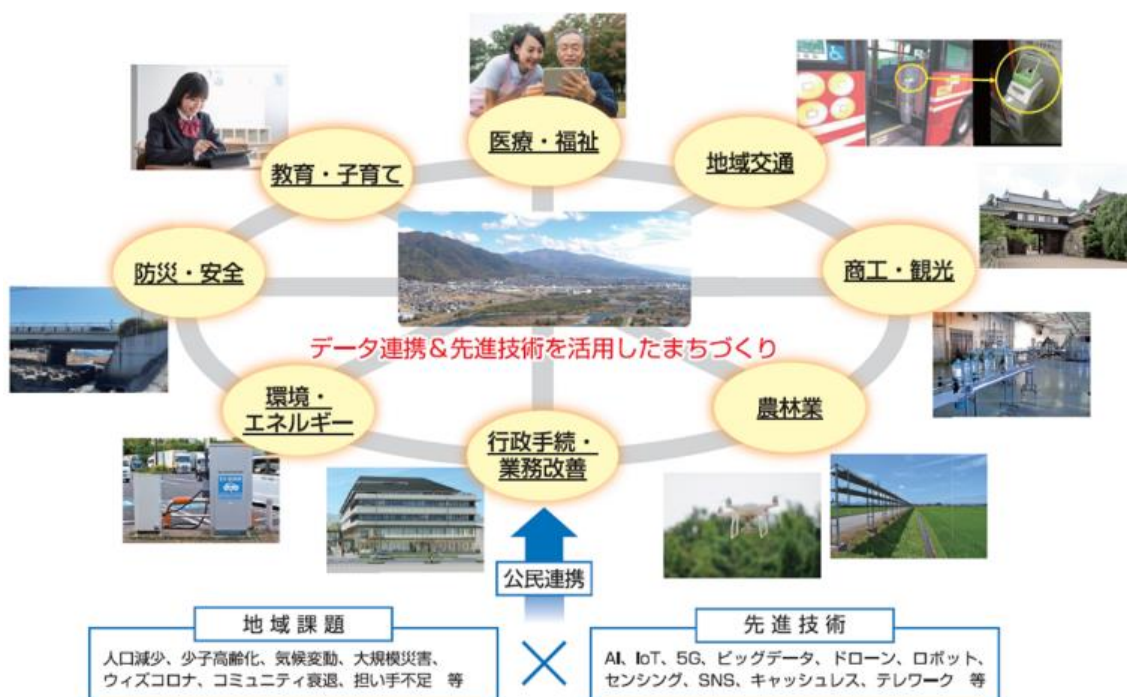 医療・福祉
教育・子育て
地域交通
防災・安全
商工・観光
データ連携＆先進技術を活用したまちづくり
環境・
エネルギー
農林業
行政手続・
業務改善
公民連携
地域課題
人口減少、少子高齢化、気候変動、大規模災害、
ウィズコロナ、コミュニティ衰退、担い手不足　等
先進技術
AI、IoT、5G、ビッグデータ、ドローン、ロボット、
センシング、SNS、キャッシュレス、テレワーク　等